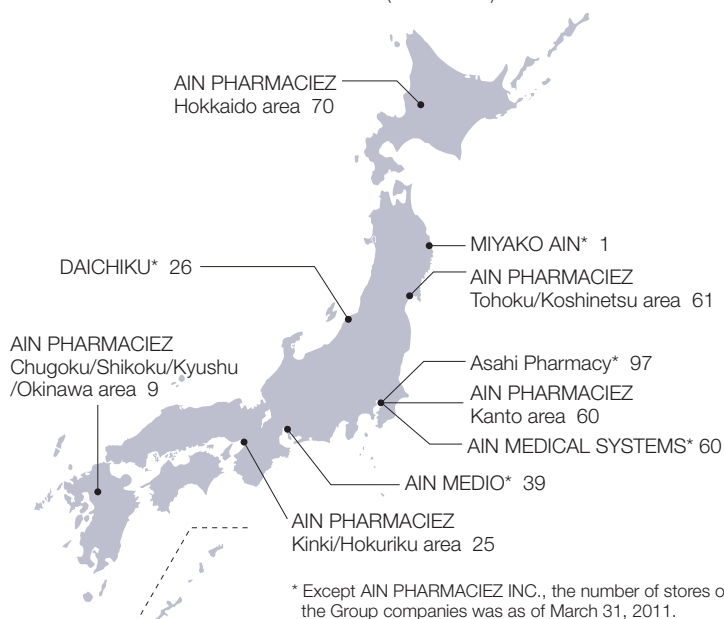 AIN PHARMACIEZ
Hokkaido area 70
MIYAKO AIN* 1
DAICHIKU* 26
AIN PHARMACIEZ
Tohoku/Koshinetsu area 61
AIN PHARMACIEZ
Chugoku/Shikoku/Kyushu
/Okinawa area 9
Asahi Pharmacy* 97
AIN PHARMACIEZ
Kanto area 60
AIN MEDICAL SYSTEMS* 60
AIN MEDIO* 39
AIN PHARMACIEZ
Kinki/Hokuriku area 25
* Except AIN PHARMACIEZ INC., the number of stores
the Group companies was as of March 31, 2011.